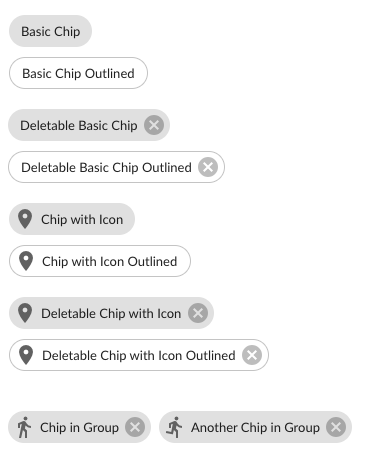 Basic Chip
Basic Chip Outlined
Deletable Basic Chip
Deletable Basic Chip Outlined
Chip with Icon
Chip with Icon Outlined
Deletable Chip with Icon
Deletable Chip with Icon Outlined
Chip in Group Another Chip in Group